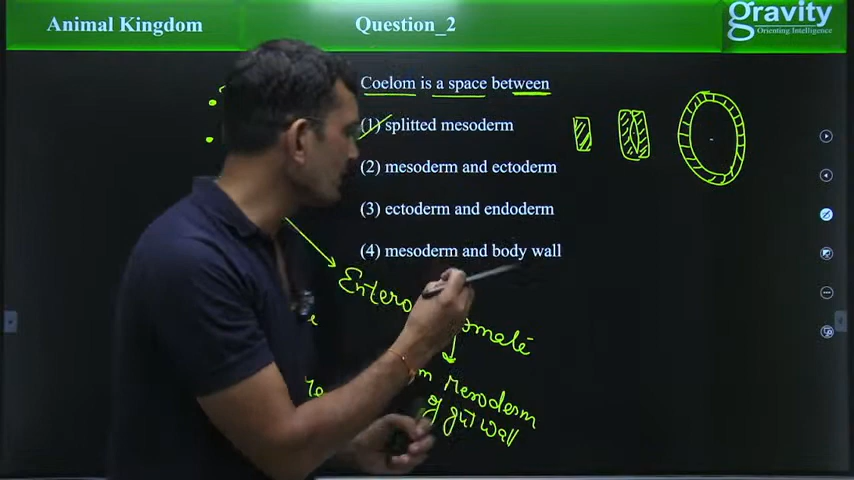 Animal Kingdom
Question_2
gravity
Orienting Intelligence
Coelom is a space between
(1) splitted mesoderm
(2) mesoderm and ectoderm
(3) ectoderm and endoderm
(4) mesoderm and body wall
Mesoderm
of gut wall